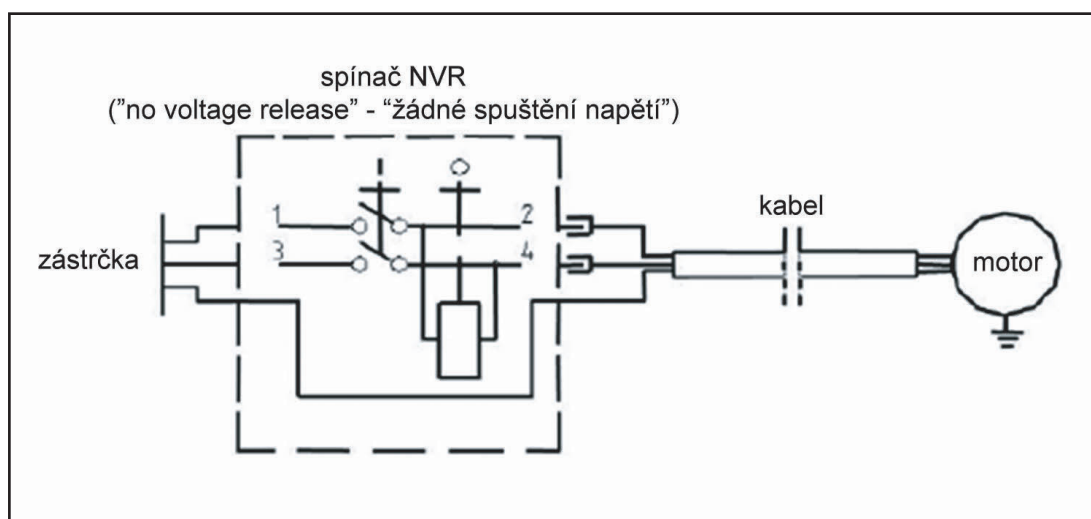 spínač NVR
(”no voltage release” - “žádné spuštění napětí”)
1 2
3 4
zástrčka
kabel
motor